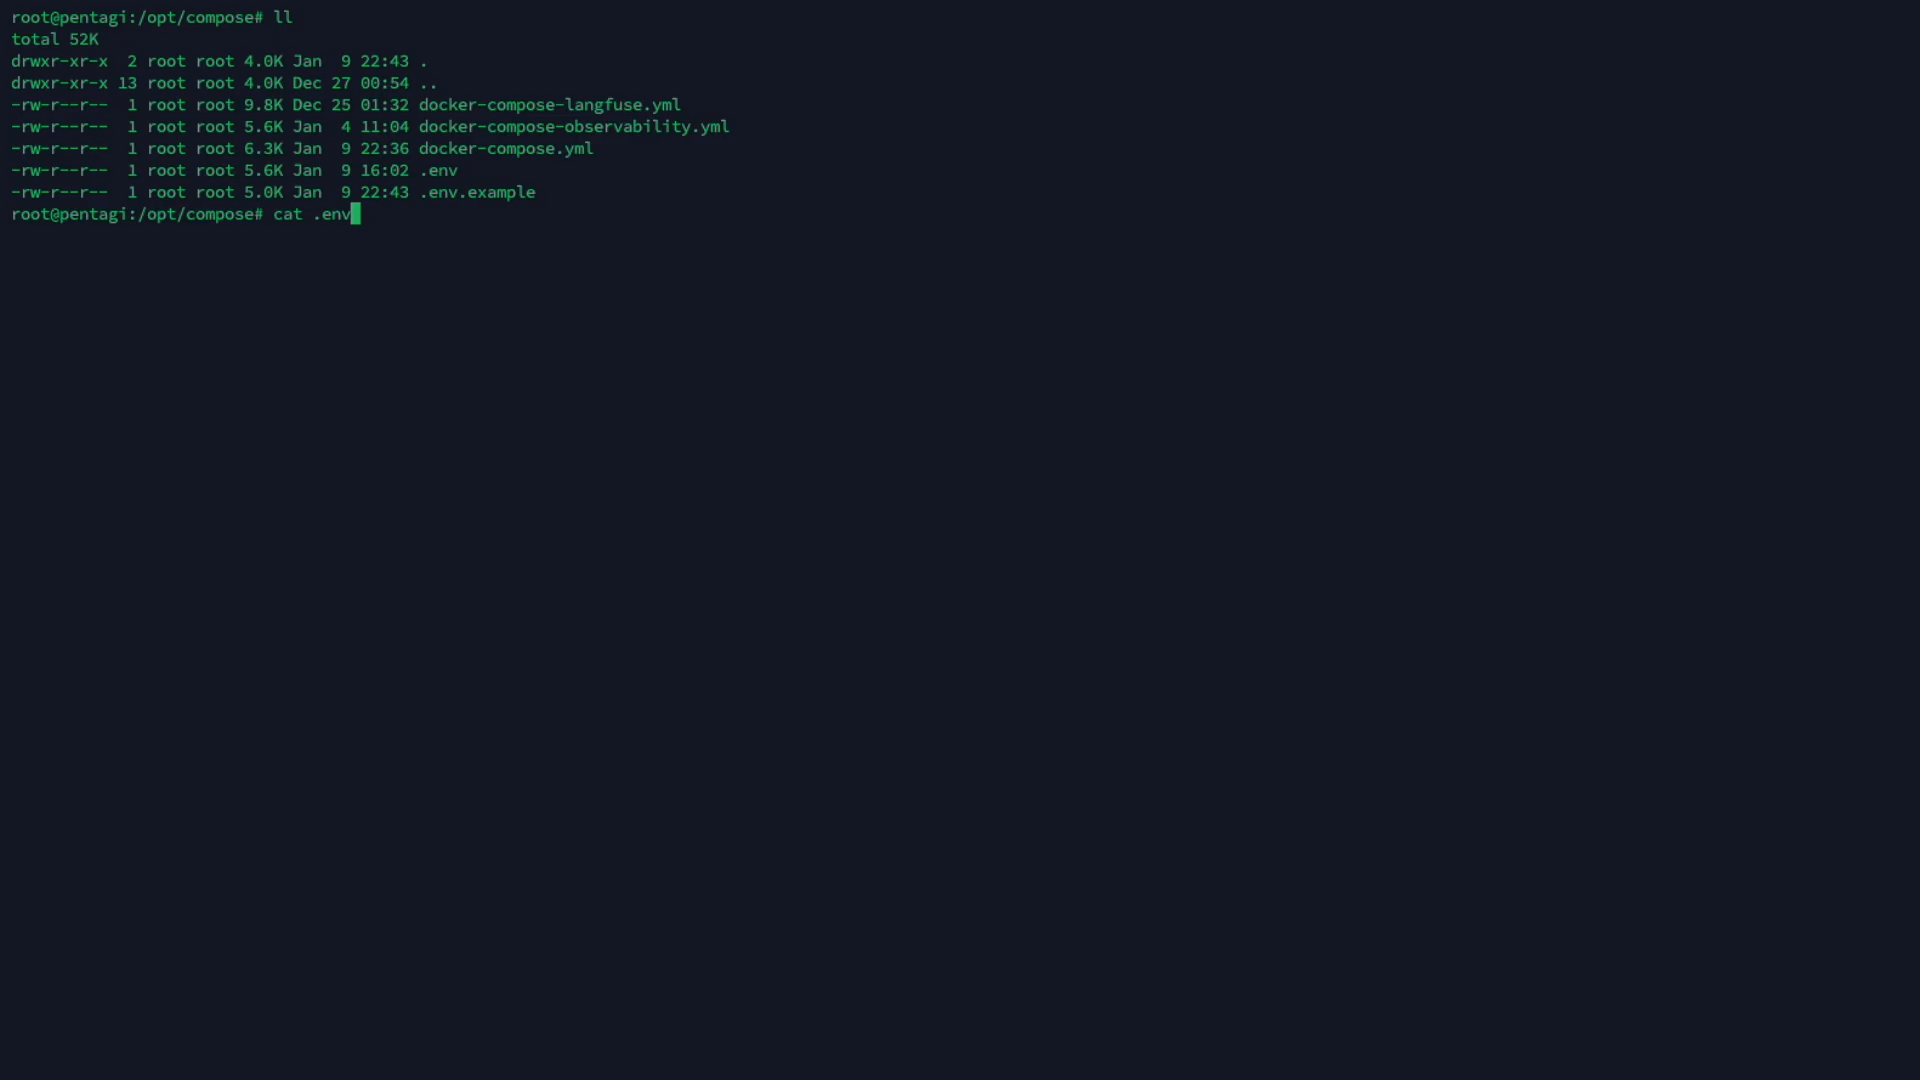 root@pentagi:/opt/compose# ll
total 52K
drwxr-xr-x  2 root root 4.0K Jan  9 22:43 .
drwxr-xr-x 13 root root 4.0K Dec 27 00:54 ..
-rw-r--r--  1 root root 9.8K Dec 25 01:32 docker-compose-langfuse.yml
-rw-r--r--  1 root root 5.6K Jan  4 11:04 docker-compose-observability.yml
-rw-r--r--  1 root root 6.3K Jan  9 22:36 docker-compose.yml
-rw-r--r--  1 root root 5.6K Jan  9 16:02 .env
-rw-r--r--  1 root root 5.0K Jan  9 22:43 .env.example
root@pentagi:/opt/compose# cat .env